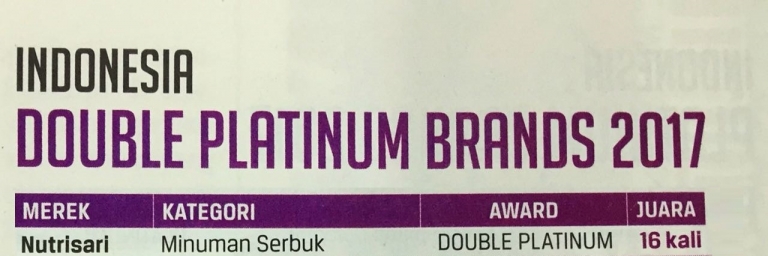 INDONESIA
DOUBLE PLATINUM BRANDS 2017
MEREK KATEGORI AWARD JUARA
Nutrisari Minuman Serbuk DOUBLE PLATINUM 16 kali